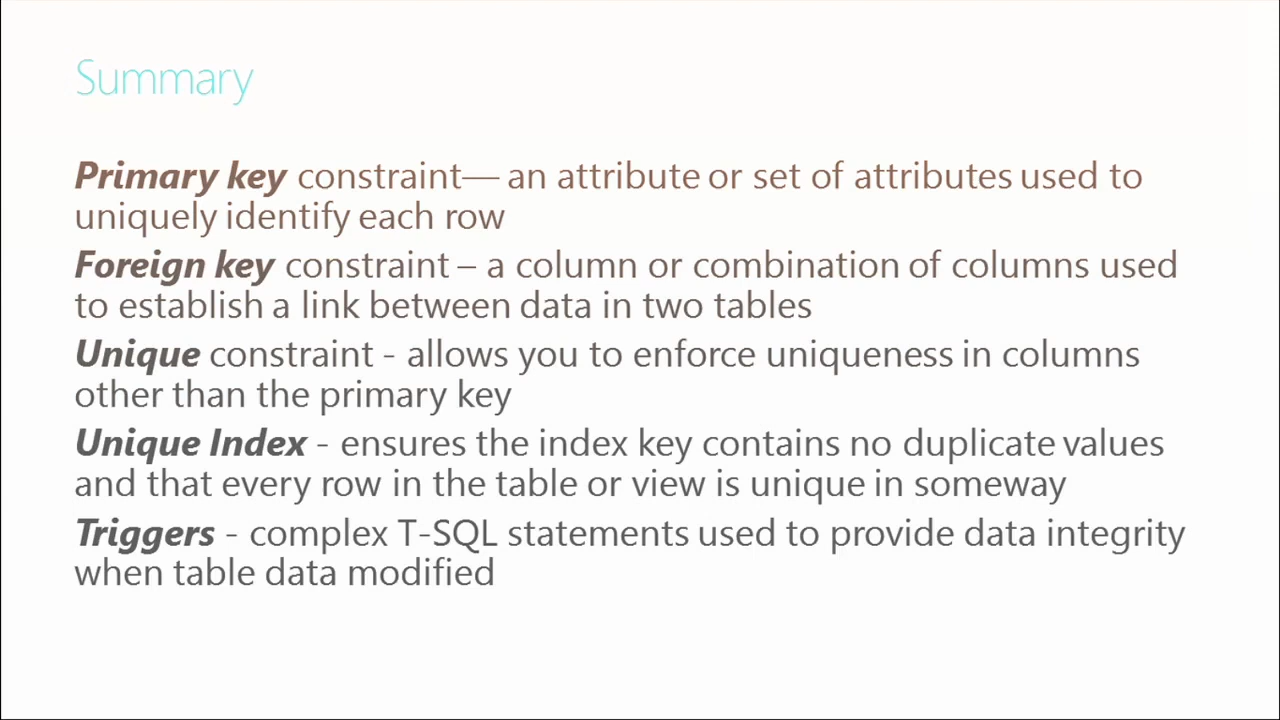 Summary
Primary key constraint— an attribute or set of attributes used to
uniquely identify each row
Foreign key constraint – a column or combination of columns used
to establish a link between data in two tables
Unique constraint - allows you to enforce uniqueness in columns
other than the primary key
Unique Index - ensures the index key contains no duplicate values
and that every row in the table or view is unique in someway
Triggers - complex T-SQL statements used to provide data integrity
when table data modified